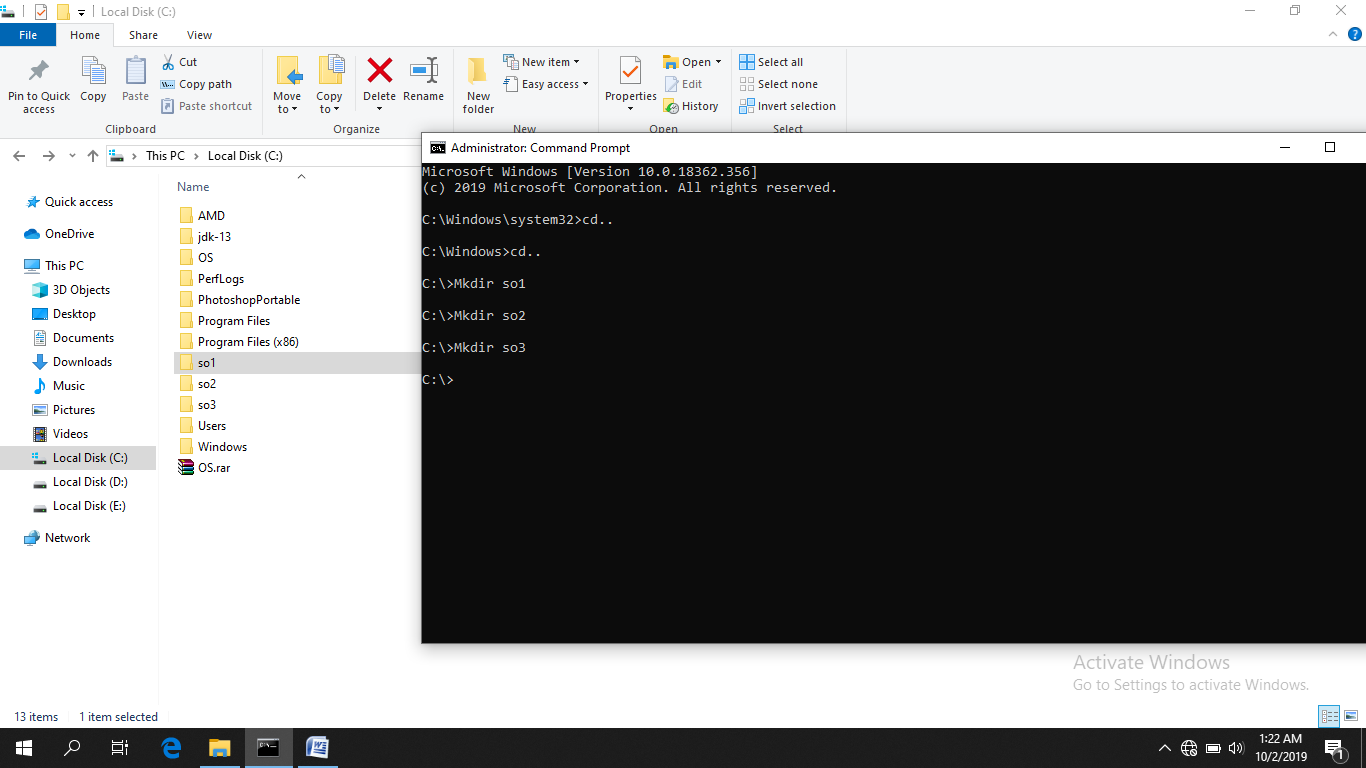 Local Disk (C:)
File Home Share View
Pin to Quick access
Copy
Paste
Cut
Copy path
Paste shortcut
Clipboard
Move to
Copy to
Delete
Rename
Organize
New folder
New item
Easy access
New
Properties
Open
Edit
History
Open
Select all
Select none
Invert selection
Select
This PC > Local Disk (C:)
Quick access
OneDrive
This PC
3D Objects
Desktop
Documents
Downloads
Music
Pictures
Videos
Local Disk (C:)
Local Disk (D:)
Local Disk (E:)
Network
Name
AMD
jdk-13
OS
PerfLogs
PhotoshopPortable
Program Files
Program Files (x86)
so1
so2
so3
Users
Windows
OS.rar
C:\. Administrator: Command Prompt
Microsoft Windows [Version 10.0.18362.356]
(c) 2019 Microsoft Corporation. All rights reserved.
C:\Windows\system32>cd..
C:\Windows>cd..
C:\>Mkdir so1
C:\>Mkdir so2
C:\>Mkdir so3
C:\>
Activate Windows
Go to Settings to activate Windows.
13 items 1 item selected
1:22 AM
10/2/2019
1